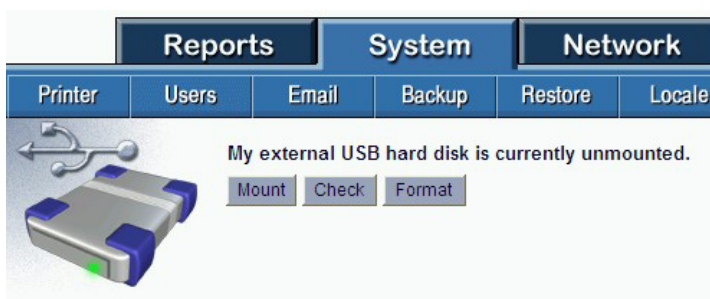 Reports System Network
Printer Users Email Backup Restore Locale
My external USB hard disk is currently unmounted.
Mount Check Format